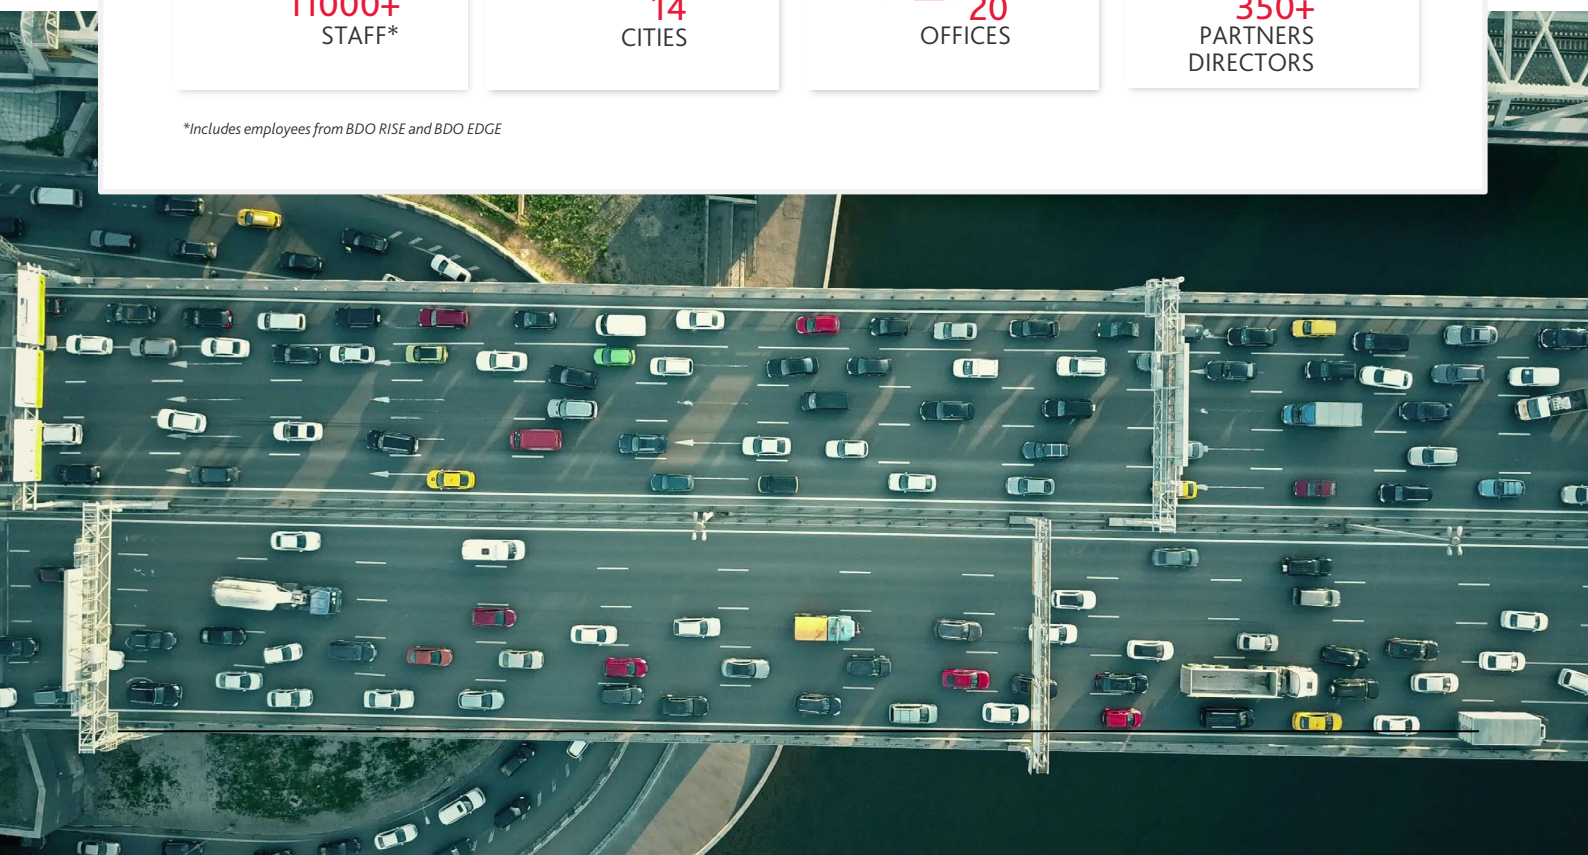 11000+
STAFF*
14
CITIES
20
OFFICES
350+
PARTNERS
DIRECTORS
*Includes employees from BDO RISE and BDO EDGE